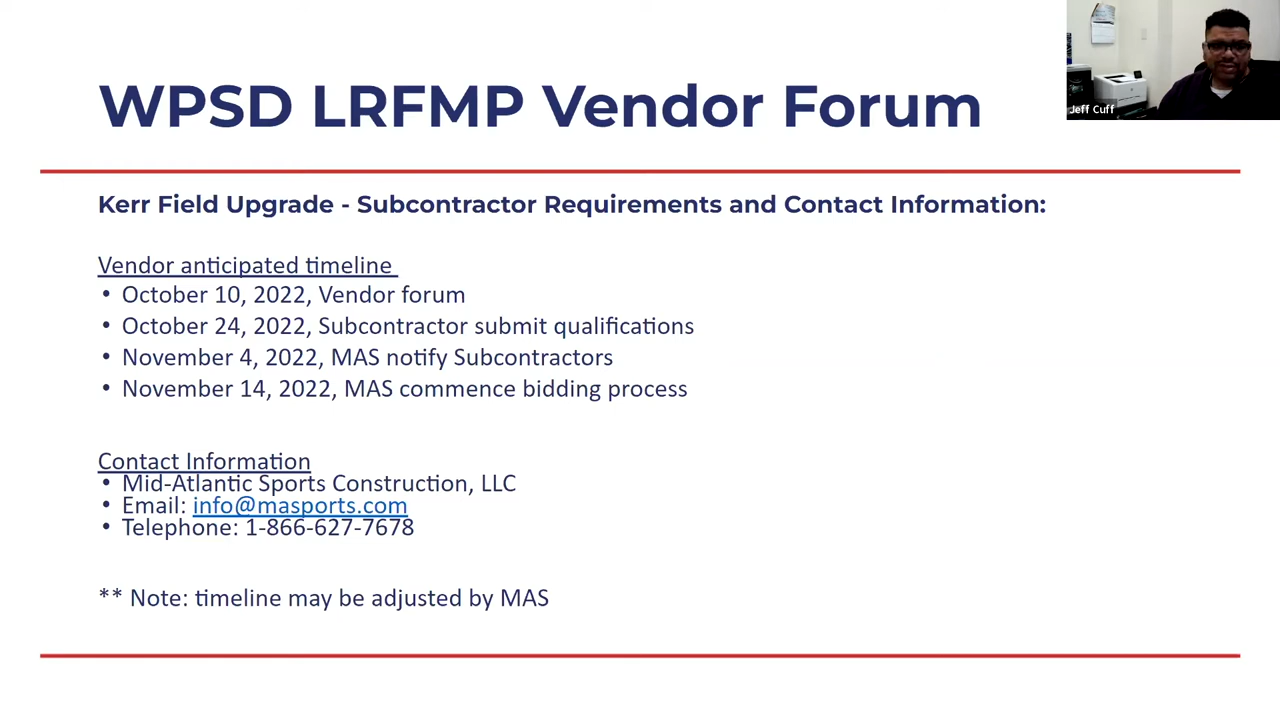 WPSD LRFMP Vendor Forum
Jeff Cuff
Kerr Field Upgrade - Subcontractor Requirements and Contact Information:
Vendor anticipated timeline
• October 10, 2022, Vendor forum
• October 24, 2022, Subcontractor submit qualifications
• November 4, 2022, MAS notify Subcontractors
• November 14, 2022, MAS commence bidding process
Contact Information
• Mid-Atlantic Sports Construction, LLC
• Email: info@masports.com
• Telephone: 1-866-627-7678
** Note: timeline may be adjusted by MAS